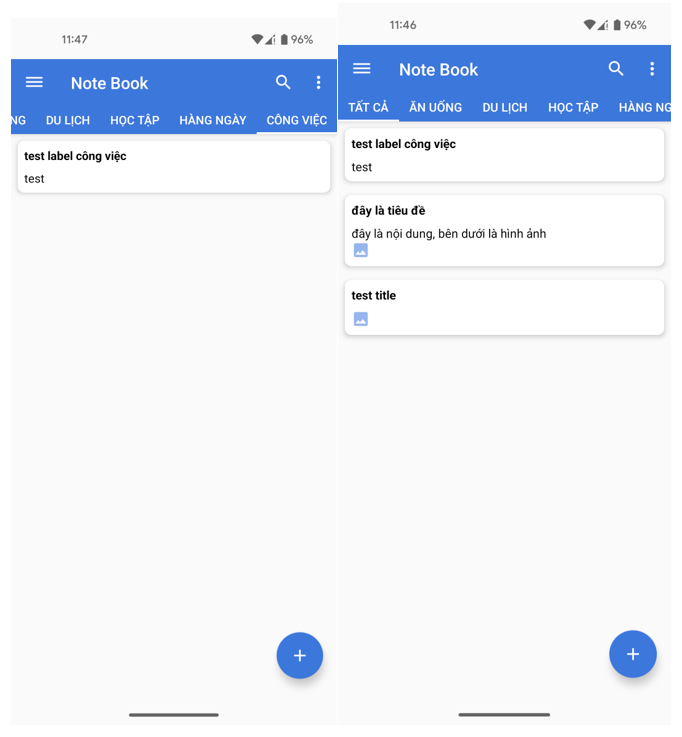 11:47
96%
Note Book
NG DU LỊCH HỌC TẬP HÀNG NGÀY CÔNG VIỆC
test label công việc
test
11:46
96%
Note Book
TẤT CẢ ĂN UỐNG DU LỊCH HỌC TẬP HÀNG NG
test label công việc
test
đây là tiêu đề
đây là nội dung, bên dưới là hình ảnh
test title